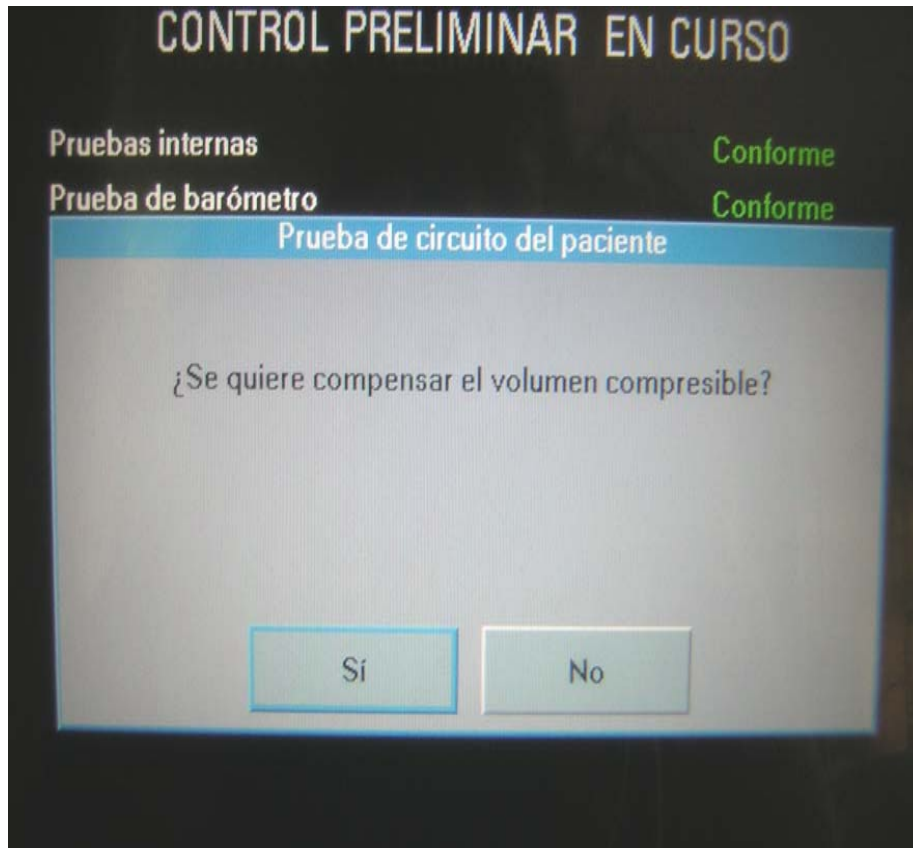 CONTROL PRELIMINAR EN CURSO
Pruebas internas Conforme
Prueba de barómetro Conforme
Prueba de circuito del paciente
¿Se quiere compensar el volumen compresible?
Sí No